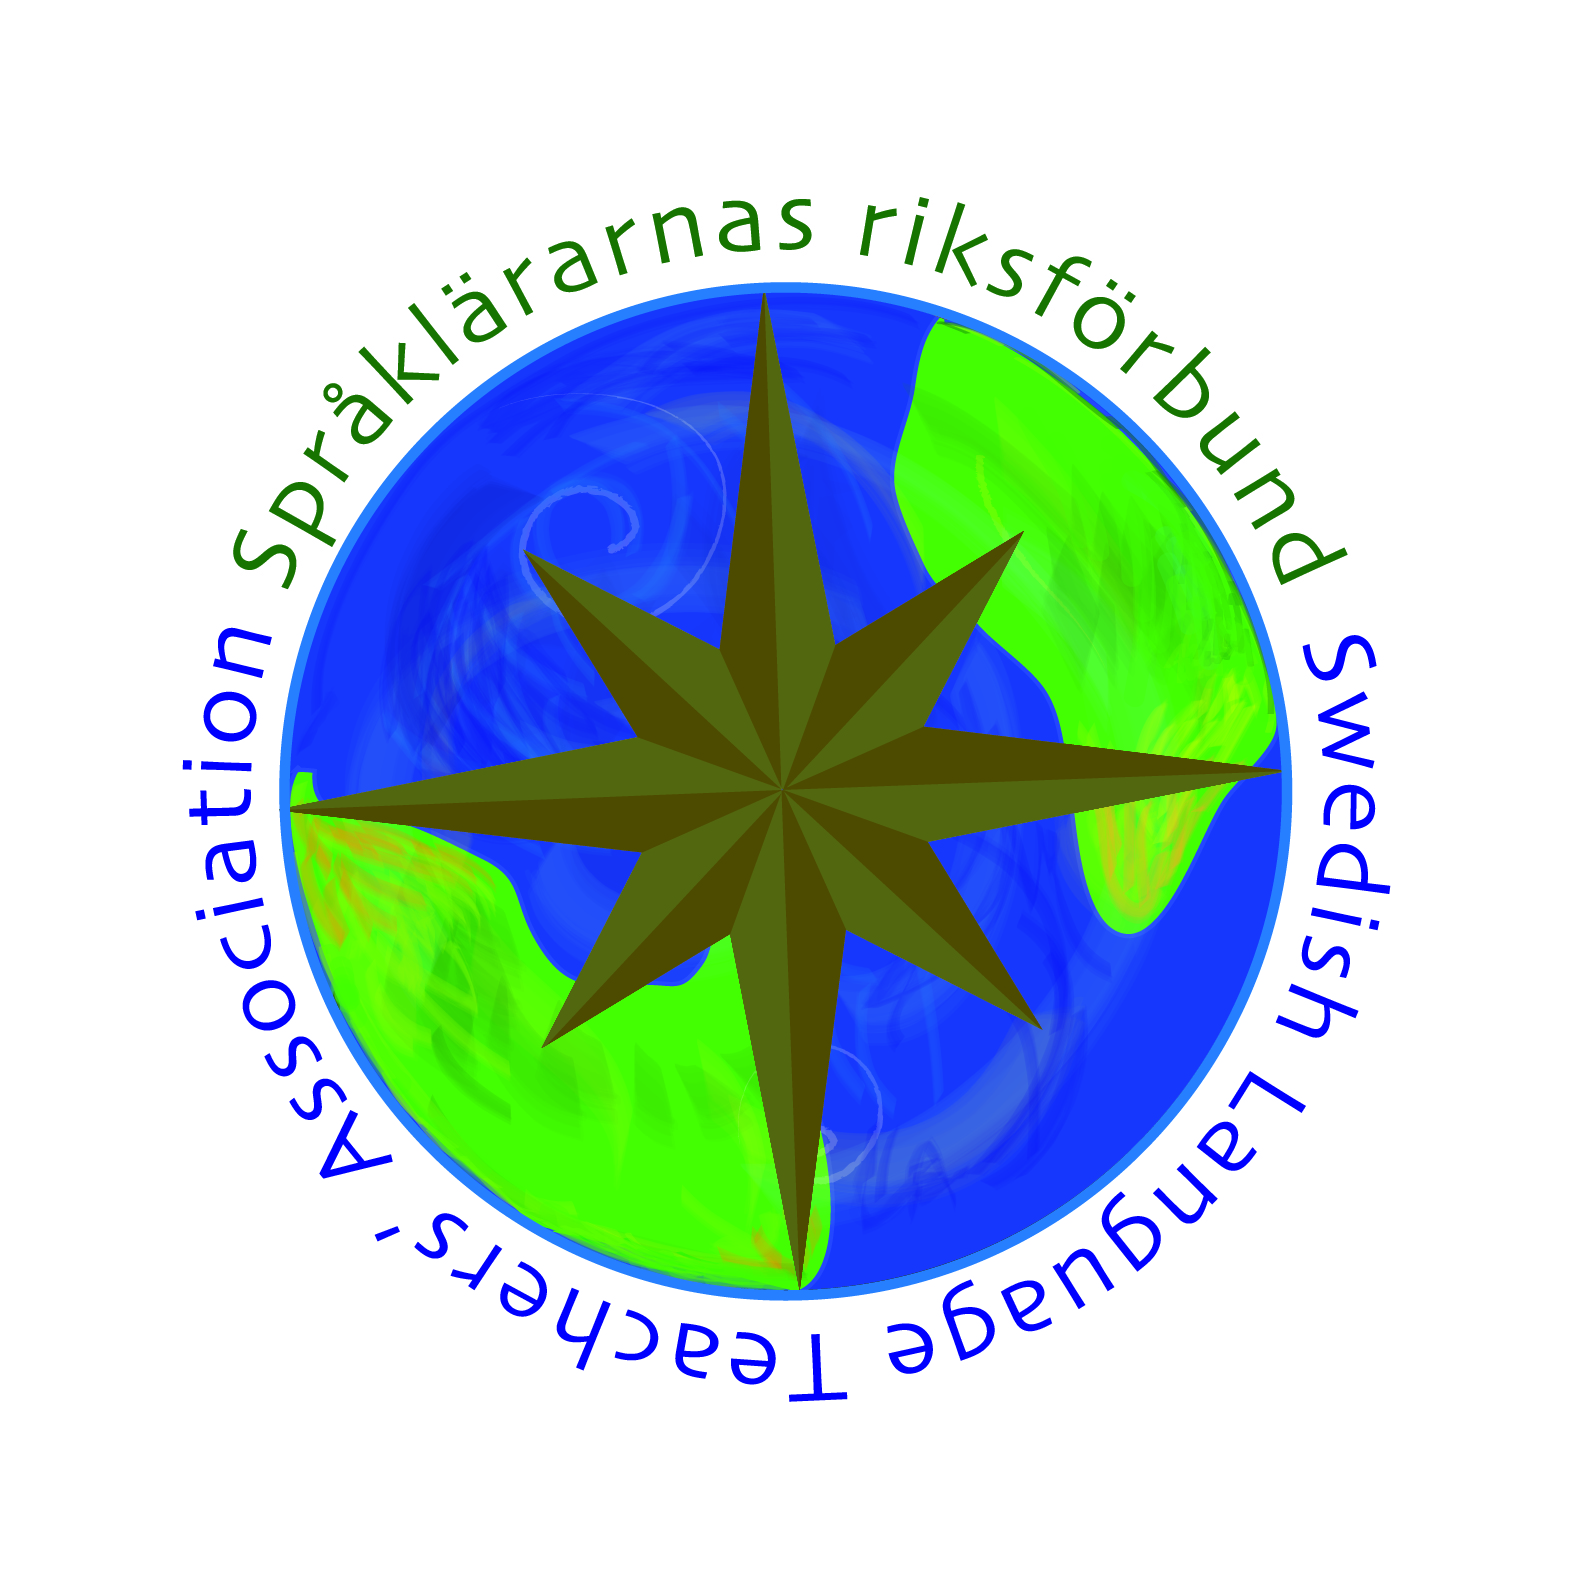 Språklärarnas riksförbund
Swedish Language Teachers' Association